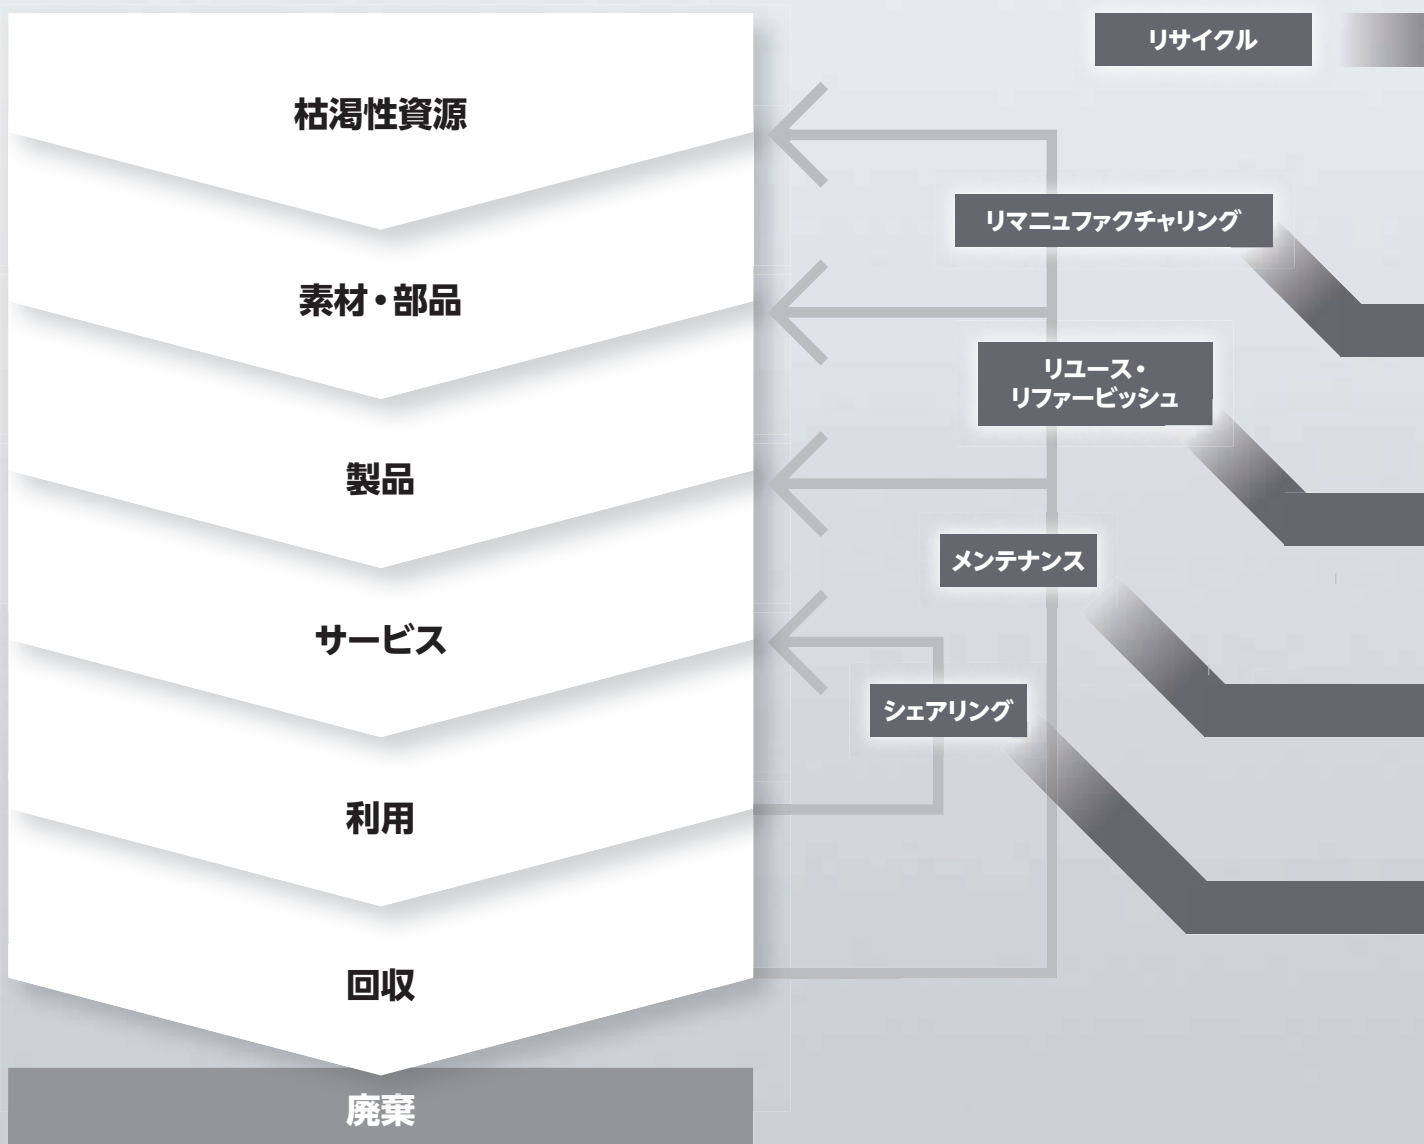 リサイクル
枯渇性資源
リマニュファクチャリング
素材・部品
リユース・
リファービッシュ
製品
メンテナンス
サービス
シェアリング
利用
回収
廃棄